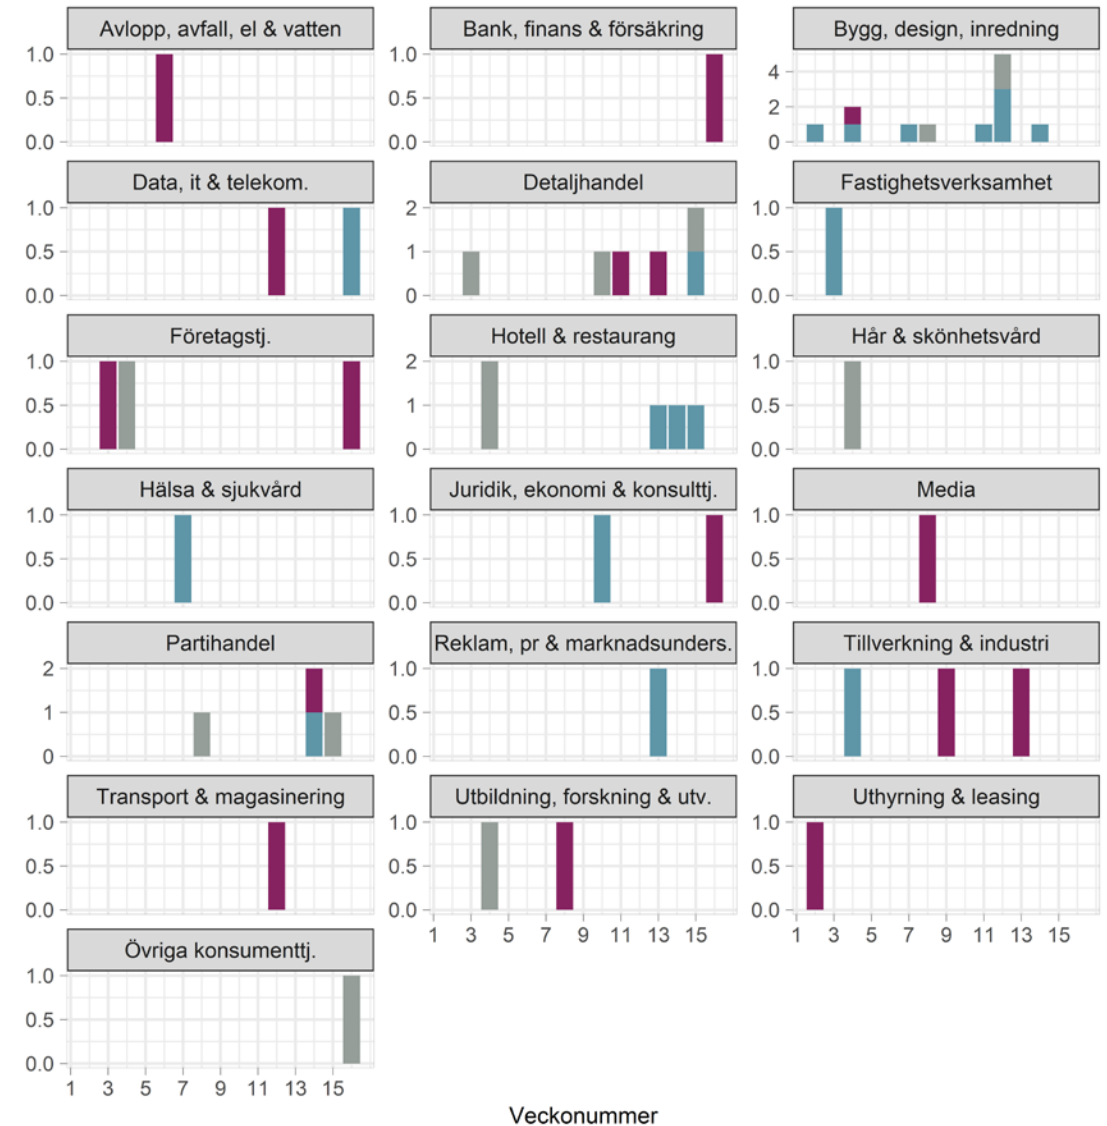 Avlopp, avfall, el & vatten
Bank, finans & försäkring
Bygg, design, inredning
1.0
0.5
0.0
1.0
0.5
0.0
4
2
0
Data, it & telekom.
Detaljhandel
Fastighetsverksamhet
1.0
0.5
0.0
2
1
0
1.0
0.5
0.0
Företagstj.
Hotell & restaurang
Hår & skönhetsvård
1.0
0.5
0.0
2
1
0
1.0
0.5
0.0
Hälsa & sjukvård
Juridik, ekonomi & konsulttj.
Media
1.0
0.5
0.0
1.0
0.5
0.0
1.0
0.5
0.0
Partihandel
Reklam, pr & marknadsunders.
Tillverkning & industri
2
1
0
1.0
0.5
0.0
1.0
0.5
0.0
Transport & magasinering
Utbildning, forskning & utv.
Uthyrning & leasing
1.0
0.5
0.0
1.0
0.5
0.0
1 3 5 7 9 11 13 15
1.0
0.5
0.0
1 3 5 7 9 11 13 15
Övriga konsumenttj.
1.0
0.5
0.0
1 3 5 7 9 11 13 15
Veckonummer